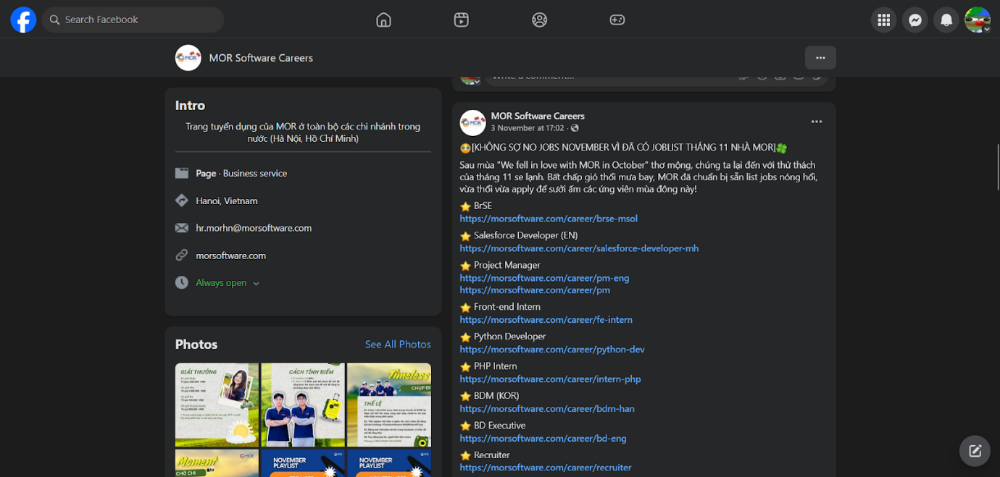 Search Facebook
MOR Software Careers
Intro
Trang tuyển dụng của MOR ở toàn bộ các chi nhánh trong
nước (Hà Nội, Hồ Chí Minh)
Page · Business service
Hanoi, Vietnam
hr.morhn@morsoftware.com
morsoftware.com
Always open
Photos
See All Photos
GIẢI THƯỞNG
CÁCH TÍNH ĐIỂM
Timeless
CHỤP
THỂ LỆ
Moment
CHỜ CHI
MOR
NOVEMBER
PLAYLIST
NOVEMBER
PLAYLIST
Write a comment...
MOR Software Careers
3 November at 17:02 ·
[KHÔNG SỢ NO JOBS NOVEMBER VÌ ĐÃ CÓ JOBLIST THÁNG 11 NHÀ MOR]
Sau mùa "We fell in love with MOR in October" thơ mộng, chúng ta lại đến với thử thách
của tháng 11 se lạnh. Bất chấp gió thổi mưa bay, MOR đã chuẩn bị sẵn list jobs nóng hổi,
vừa thổi vừa apply để sưởi ấm các ứng viên mùa đông này!
⭐ BrSE
https://morsoftware.com/career/brse-msol
⭐ Salesforce Developer (EN)
https://morsoftware.com/career/salesforce-developer-mh
⭐ Project Manager
https://morsoftware.com/career/pm-eng
https://morsoftware.com/career/pm
⭐ Front-end Intern
https://morsoftware.com/career/fe-intern
⭐ Python Developer
https://morsoftware.com/career/python-dev
⭐ PHP Intern
https://morsoftware.com/career/intern-php
⭐ BDM (KOR)
https://morsoftware.com/career/bdm-han
⭐ BD Executive
https://morsoftware.com/career/bd-eng
⭐ Recruiter
https://morsoftware.com/career/recruiter